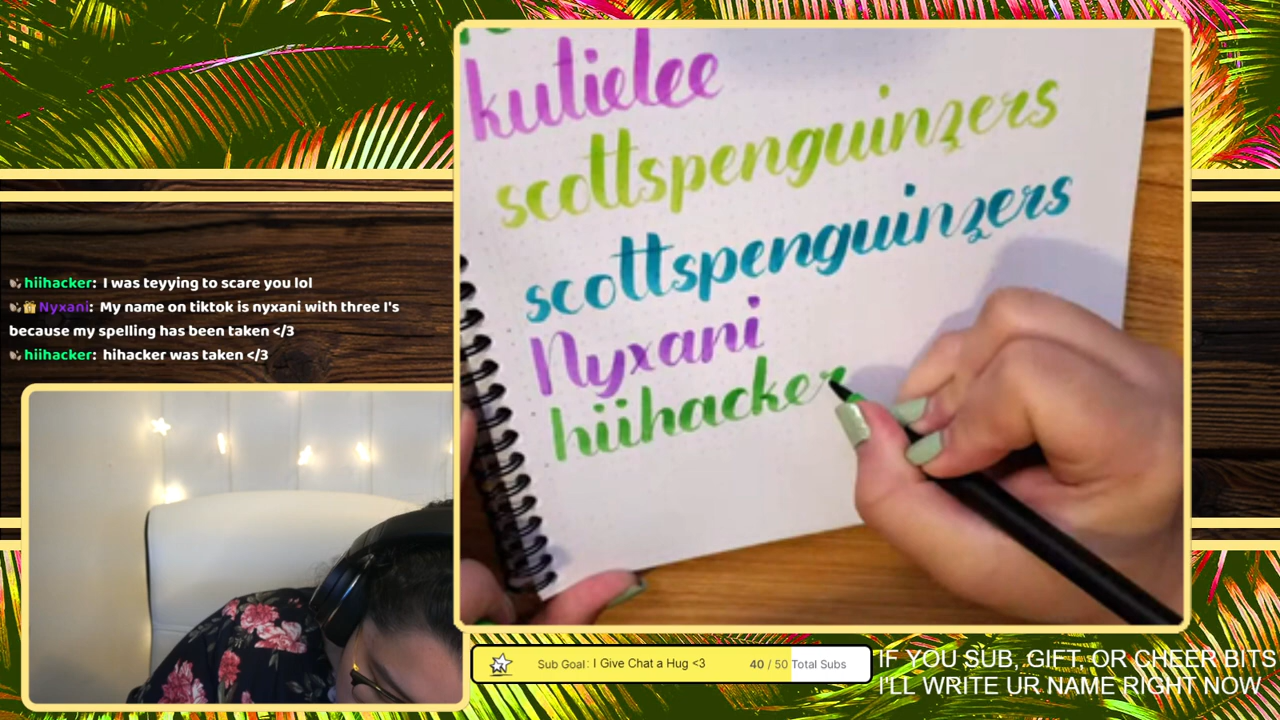 kutielee
scottspenguinzers
scottspenguinzers
Nyxani
hiihacker
hiihacker: I was teyying to scare you lol
Nyxani: My name on tiktok is nyxani with three I's
because my spelling has been taken </3
hiihacker: hihacker was taken </3
Sub Goal: I Give Chat a Hug <3 40 / 50 Total Subs
IF YOU SUB, GIFT, OR CHEER BITS
I'LL WRITE UR NAME RIGHT NOW